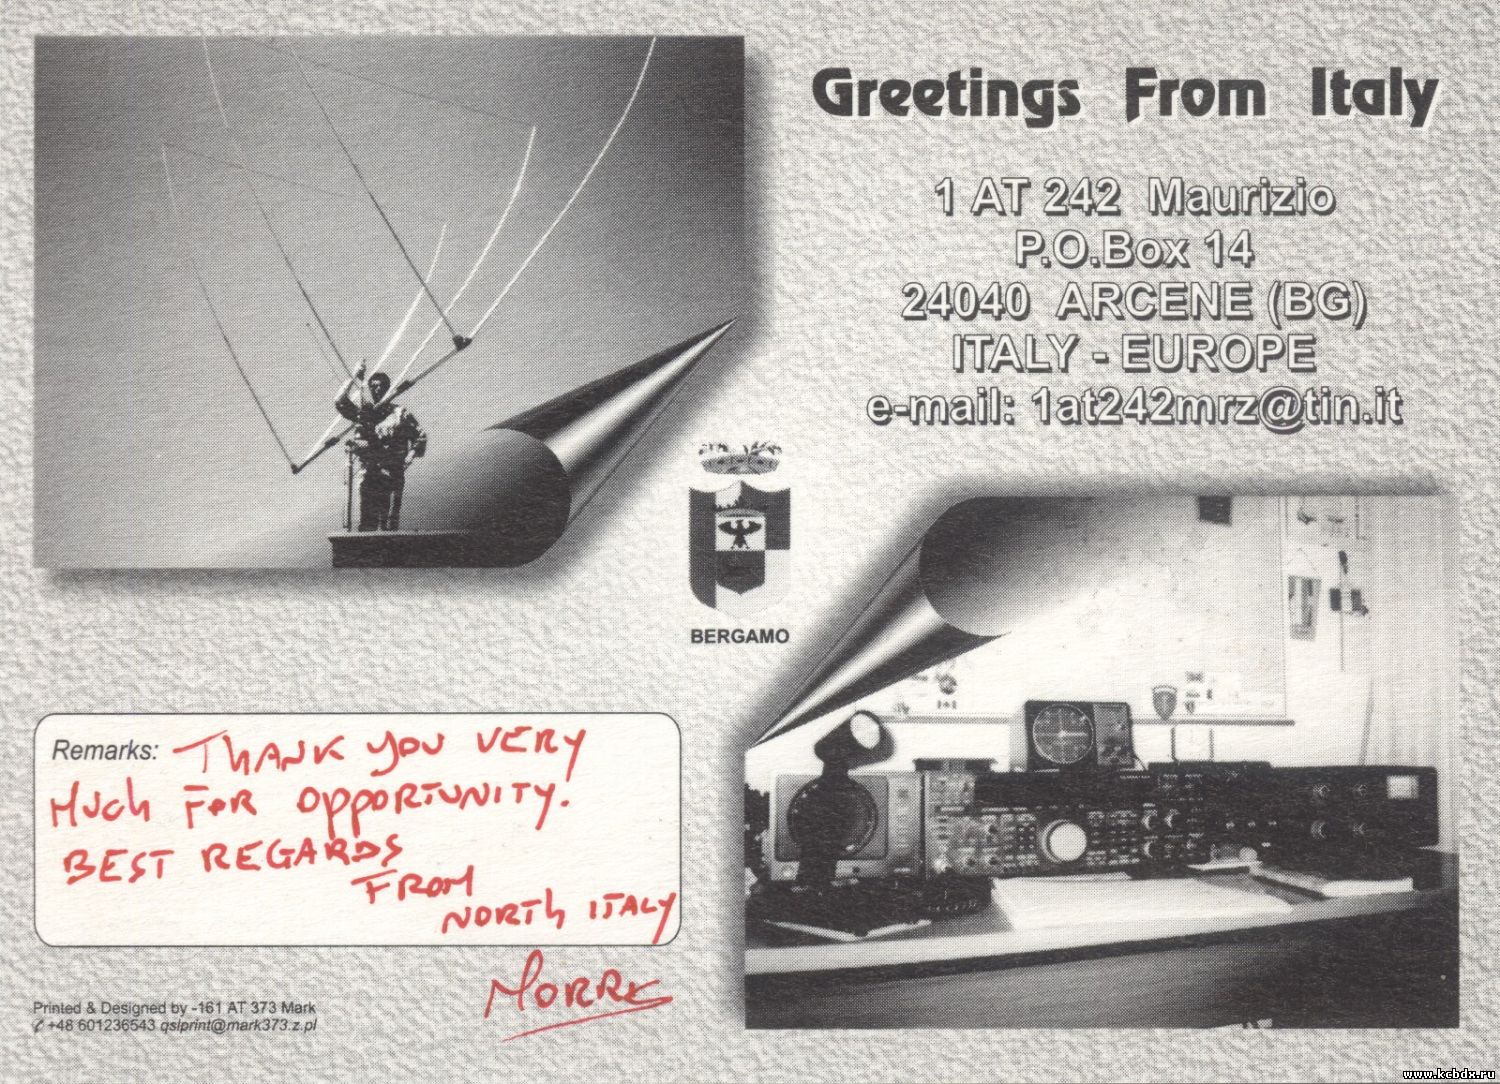 Greetings From Italy
1 AT 242 Maurizio
P.O.Box 14
24040 ARCENE (BG)
ITALY - EUROPE
e-mail: 1at242mrz@tin.it
BERGAMO
Remarks: THANK YOU VERY
MUCH FOR OPPORTUNITY.
BEST REGARDS
FROM
NORTH ITALY
Printed & Designed by -161 AT 373 Mark
✆ +48 601236543 qslprint@mark373.z.pl
www.kcbdx.ru